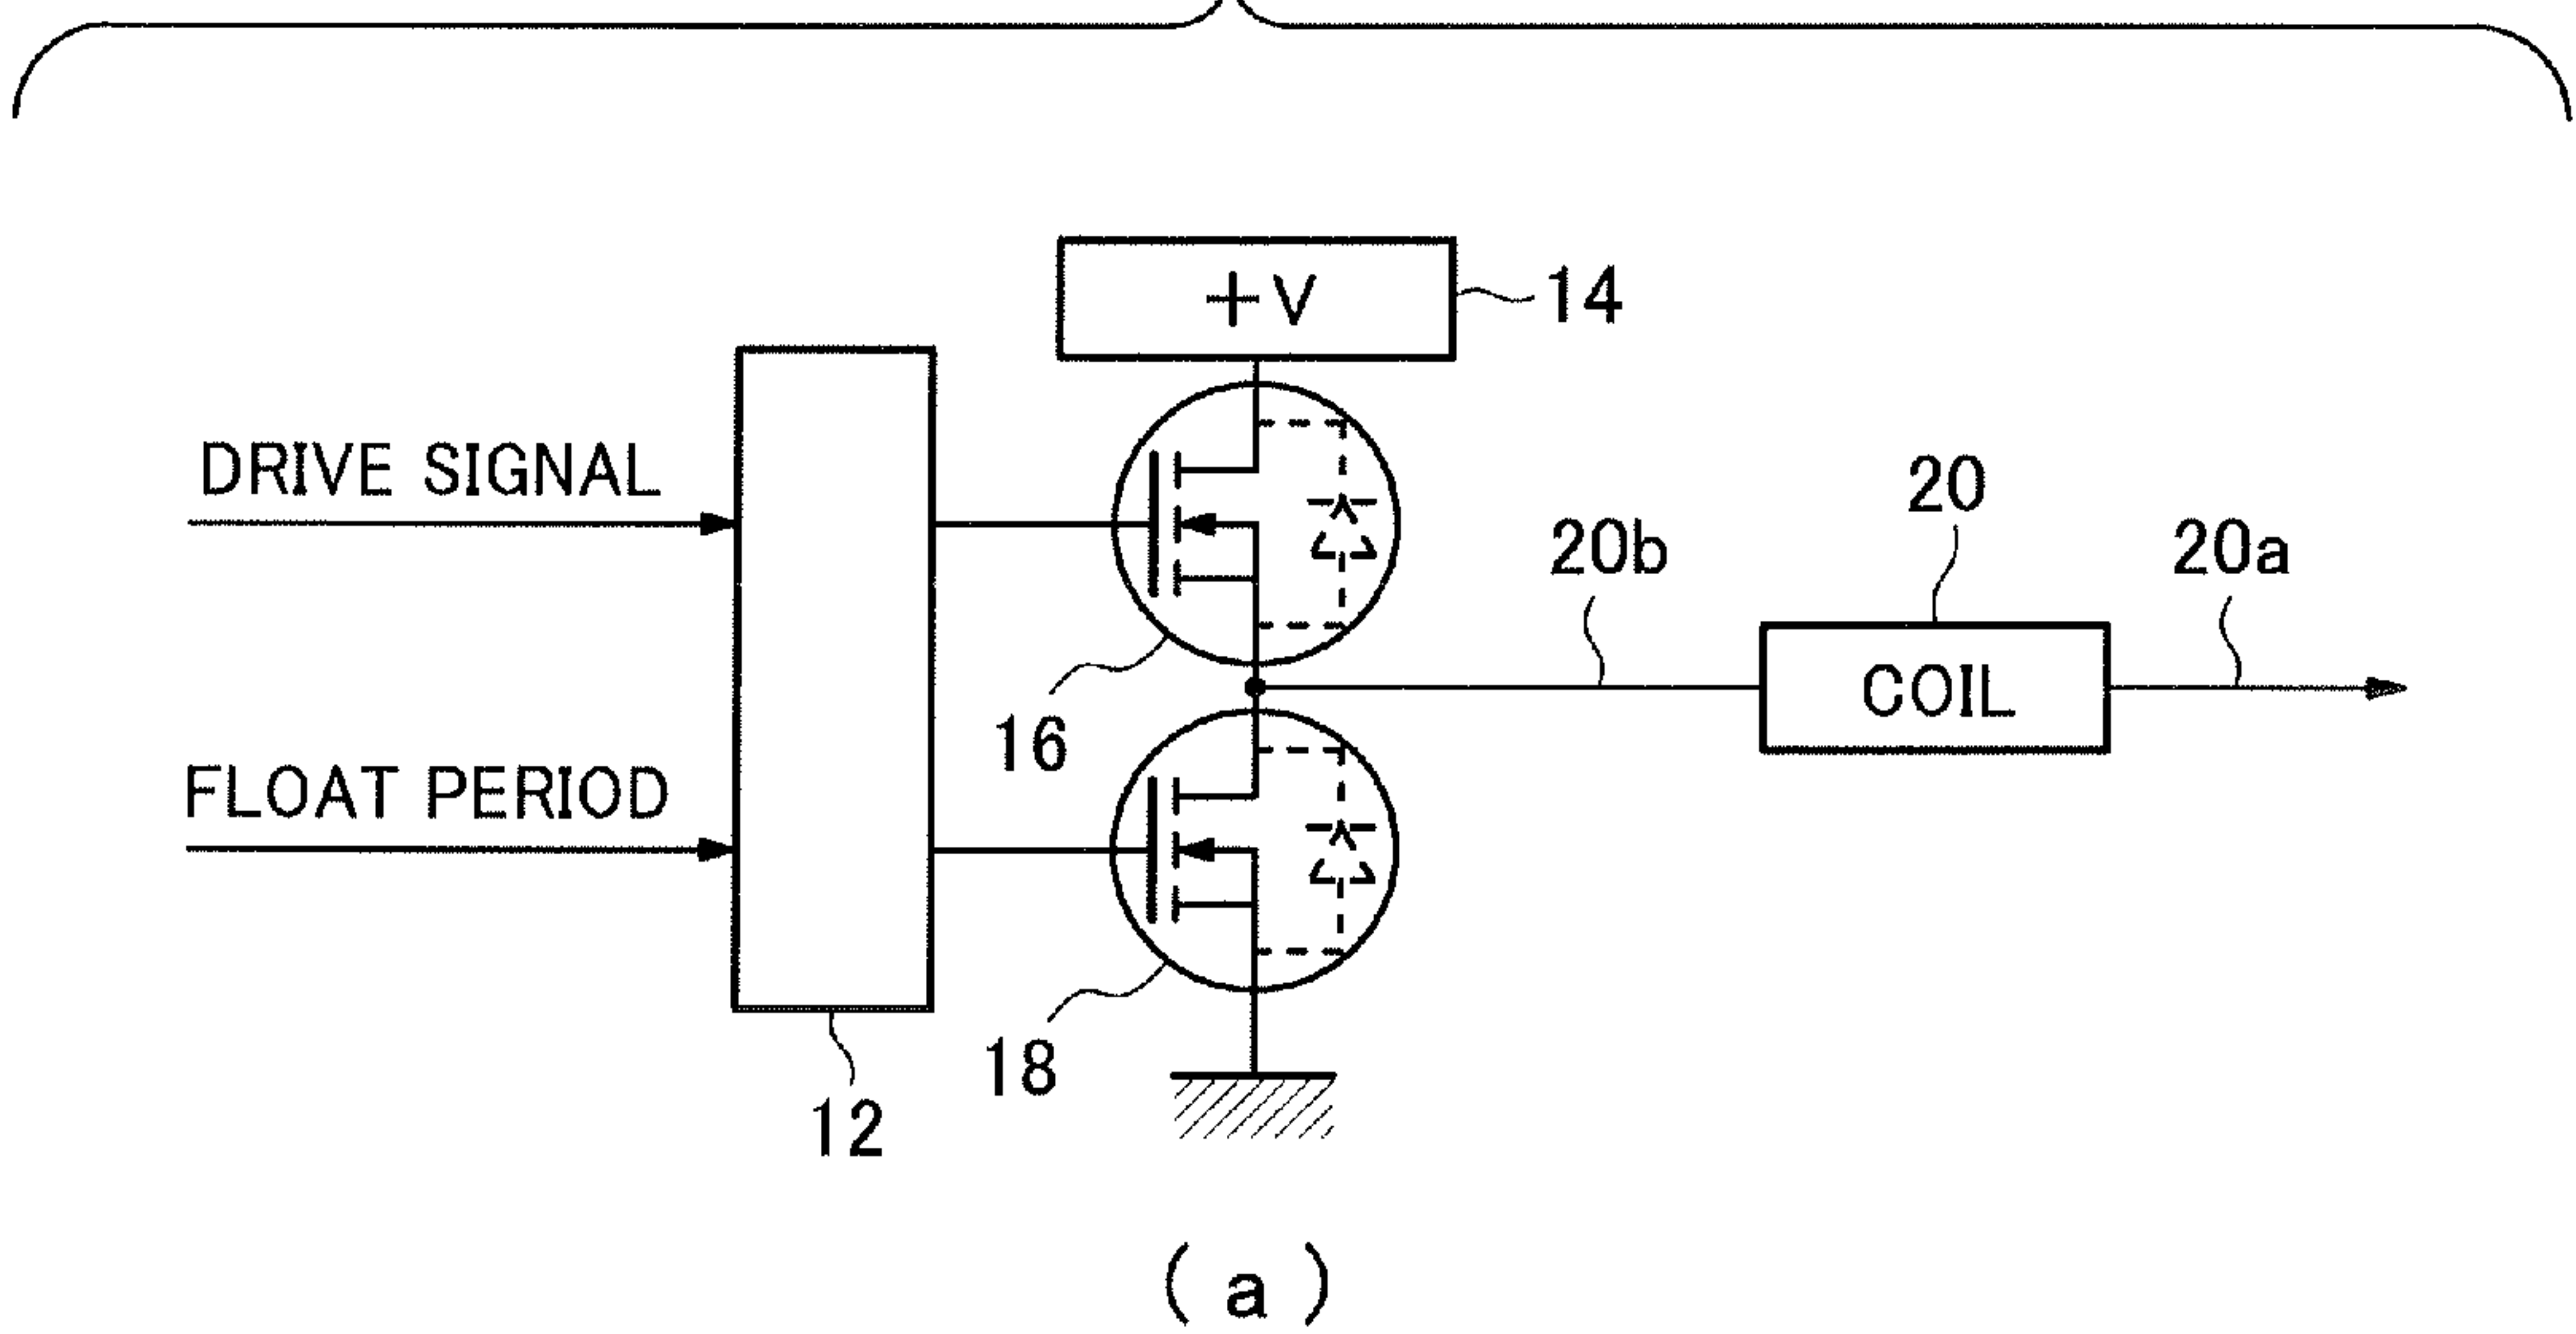 +V
14
DRIVE SIGNAL
20
20b
20a
COIL
16
FLOAT PERIOD
18
12
(a)